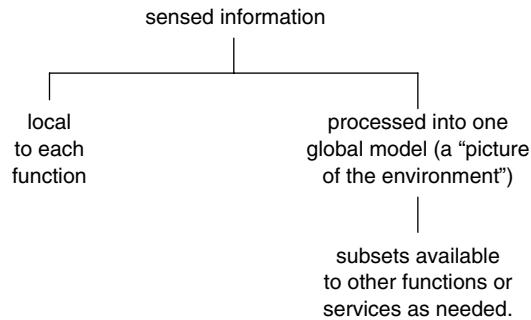 sensed information
local
to each
function
processed into one
global model (a “picture
of the environment”)
subsets available
to other functions or
services as needed.